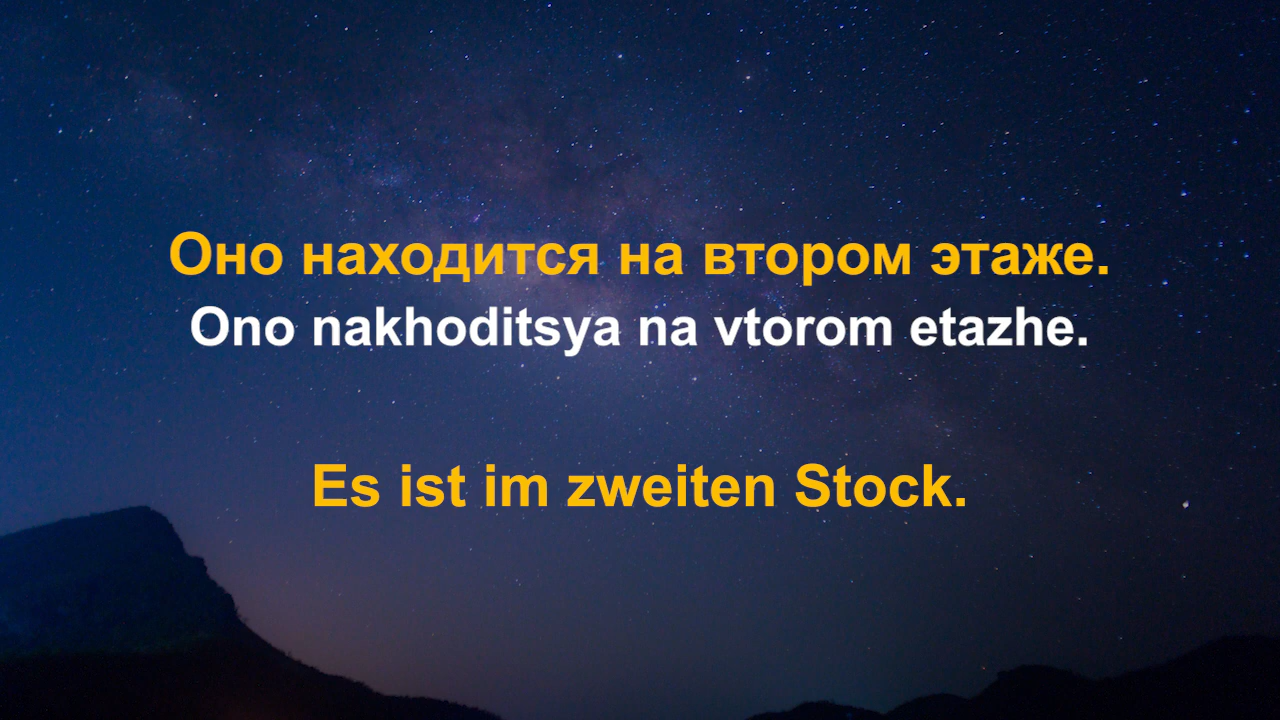 Оно находится на втором этаже.
Ono nakhoditsya na vtorom etazhe.
Es ist im zweiten Stock.